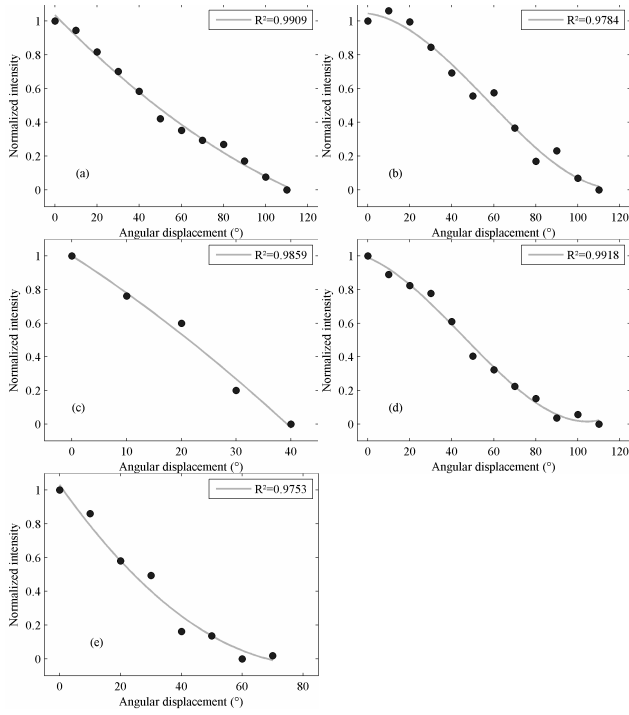 R²=0.9909
Normalized intensity
1
0.8
0.6
0.4
0.2
0
(a)
0 20 40 60 80 100 120
Angular displacement (°)
R²=0.9784
Normalized intensity
1
0.8
0.6
0.4
0.2
0
(b)
0 20 40 60 80 100 120
Angular displacement (°)
R²=0.9859
Normalized intensity
1
0.8
0.6
0.4
0.2
0
(c)
0 10 20 30 40
Angular displacement (°)
R²=0.9918
Normalized intensity
1
0.8
0.6
0.4
0.2
0
(d)
0 20 40 60 80 100 120
Angular displacement (°)
R²=0.9753
Normalized intensity
1
0.8
0.6
0.4
0.2
0
(e)
0 20 40 60 80
Angular displacement (°)